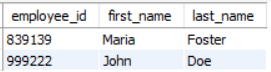 employee_id first_name last_name
839139 Maria Foster
999222 John Doe